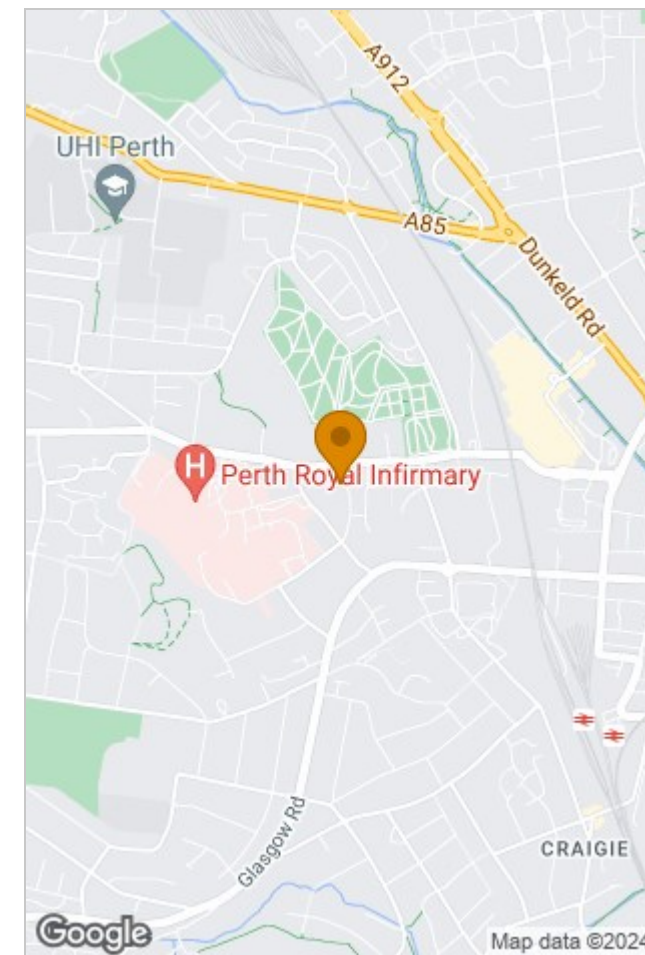 A912
UHI Perth
A85
Dunkeld Rd
H
Perth Royal Infirmary
Glasgow Rd
CRAIGIE
Google
Map data ©2024